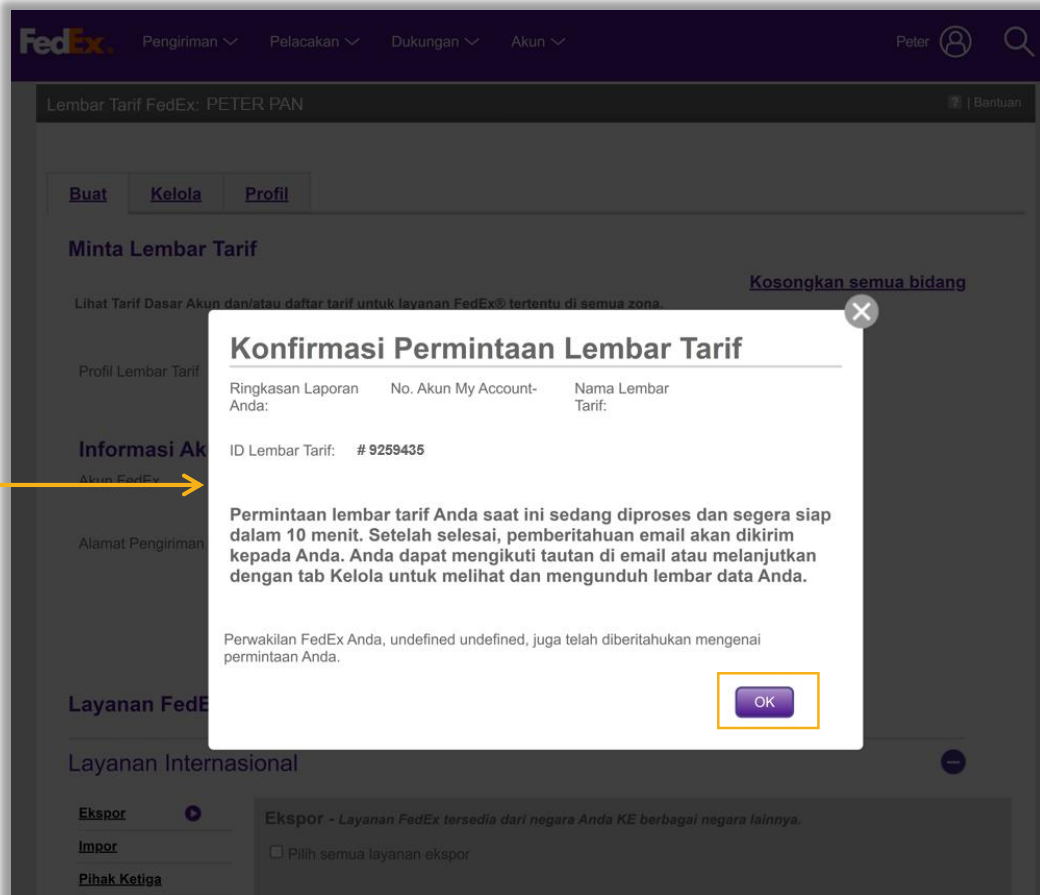 FedEx. Pengiriman Pelacakan Dukungan Akun Peter
Lembar Tarif FedEx: PETER PAN ? | Bantuan
Buat Kelola Profil
Minta Lembar Tarif
Kosongkan semua bidang
Lihat Tarif Dasar Akun dan/atau daftar tarif untuk layanan FedEx® tertentu di semua zona.
Konfirmasi Permintaan Lembar Tarif
Profil Lembar Tarif
Ringkasan Laporan Anda: No. Akun My Account- Nama Lembar Tarif:
Informasi Ak
ID Lembar Tarif: # 9259435
Akun FedEx
Permintaan lembar tarif Anda saat ini sedang diproses dan segera siap
dalam 10 menit. Setelah selesai, pemberitahuan email akan dikirim
kepada Anda. Anda dapat mengikuti tautan di email atau melanjutkan
dengan tab Kelola untuk melihat dan mengunduh lembar data Anda.
Alamat Pengiriman
Perwakilan FedEx Anda, undefined undefined, juga telah diberitahukan mengenai
permintaan Anda.
OK
Layanan FedE
Layanan Internasional
Ekspor
Impor
Pihak Ketiga
Ekspor - Layanan FedEx tersedia dari negara Anda KE berbagai negara lainnya.
Pilih semua layanan ekspor